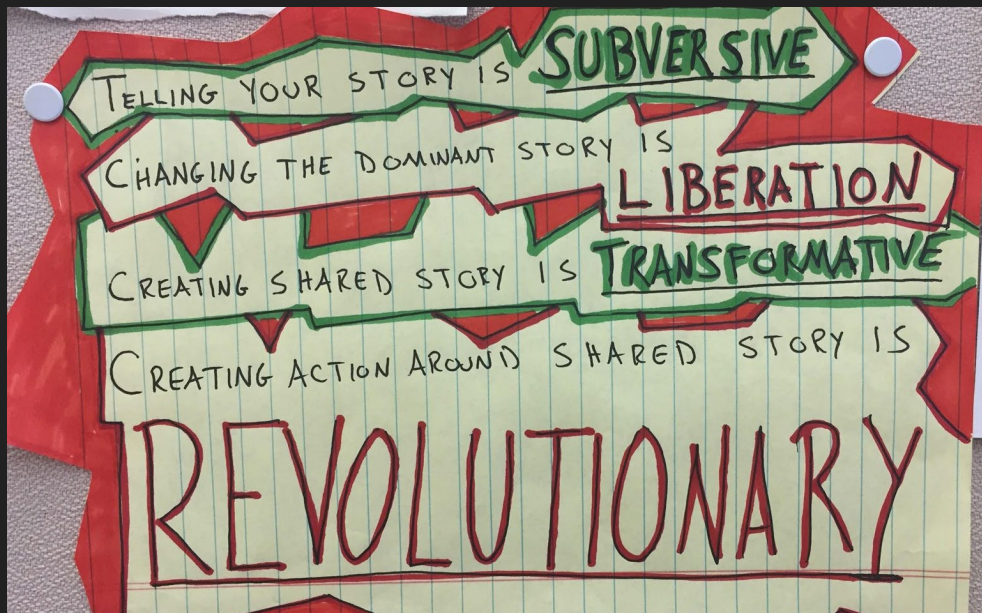 TELLING YOUR STORY IS SUBVERSIVE
CHANGING THE DOMINANT STORY IS LIBERATION
CREATING SHARED STORY IS TRANSFORMATIVE
CREATING ACTION AROUND SHARED STORY IS
REVOLUTIONARY